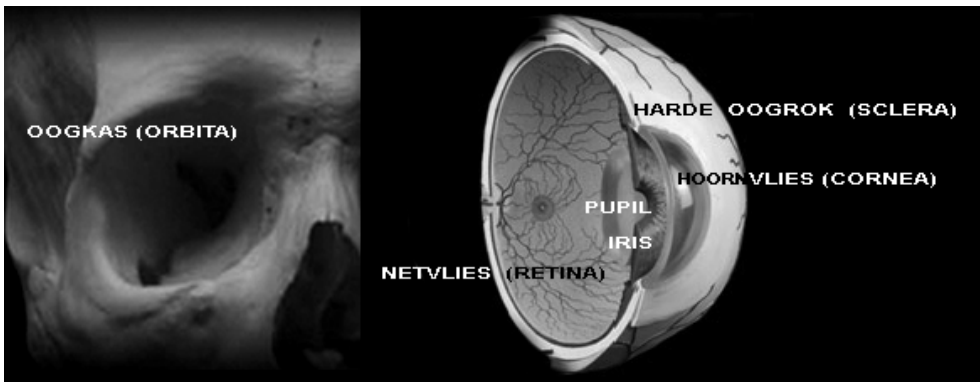 OOGKAS (ORBITA)
HARDE OOGROK (SCLERA)
HOORNVLIES (CORNEA)
PUPIL
IRIS
NETVLIES (RETINA)